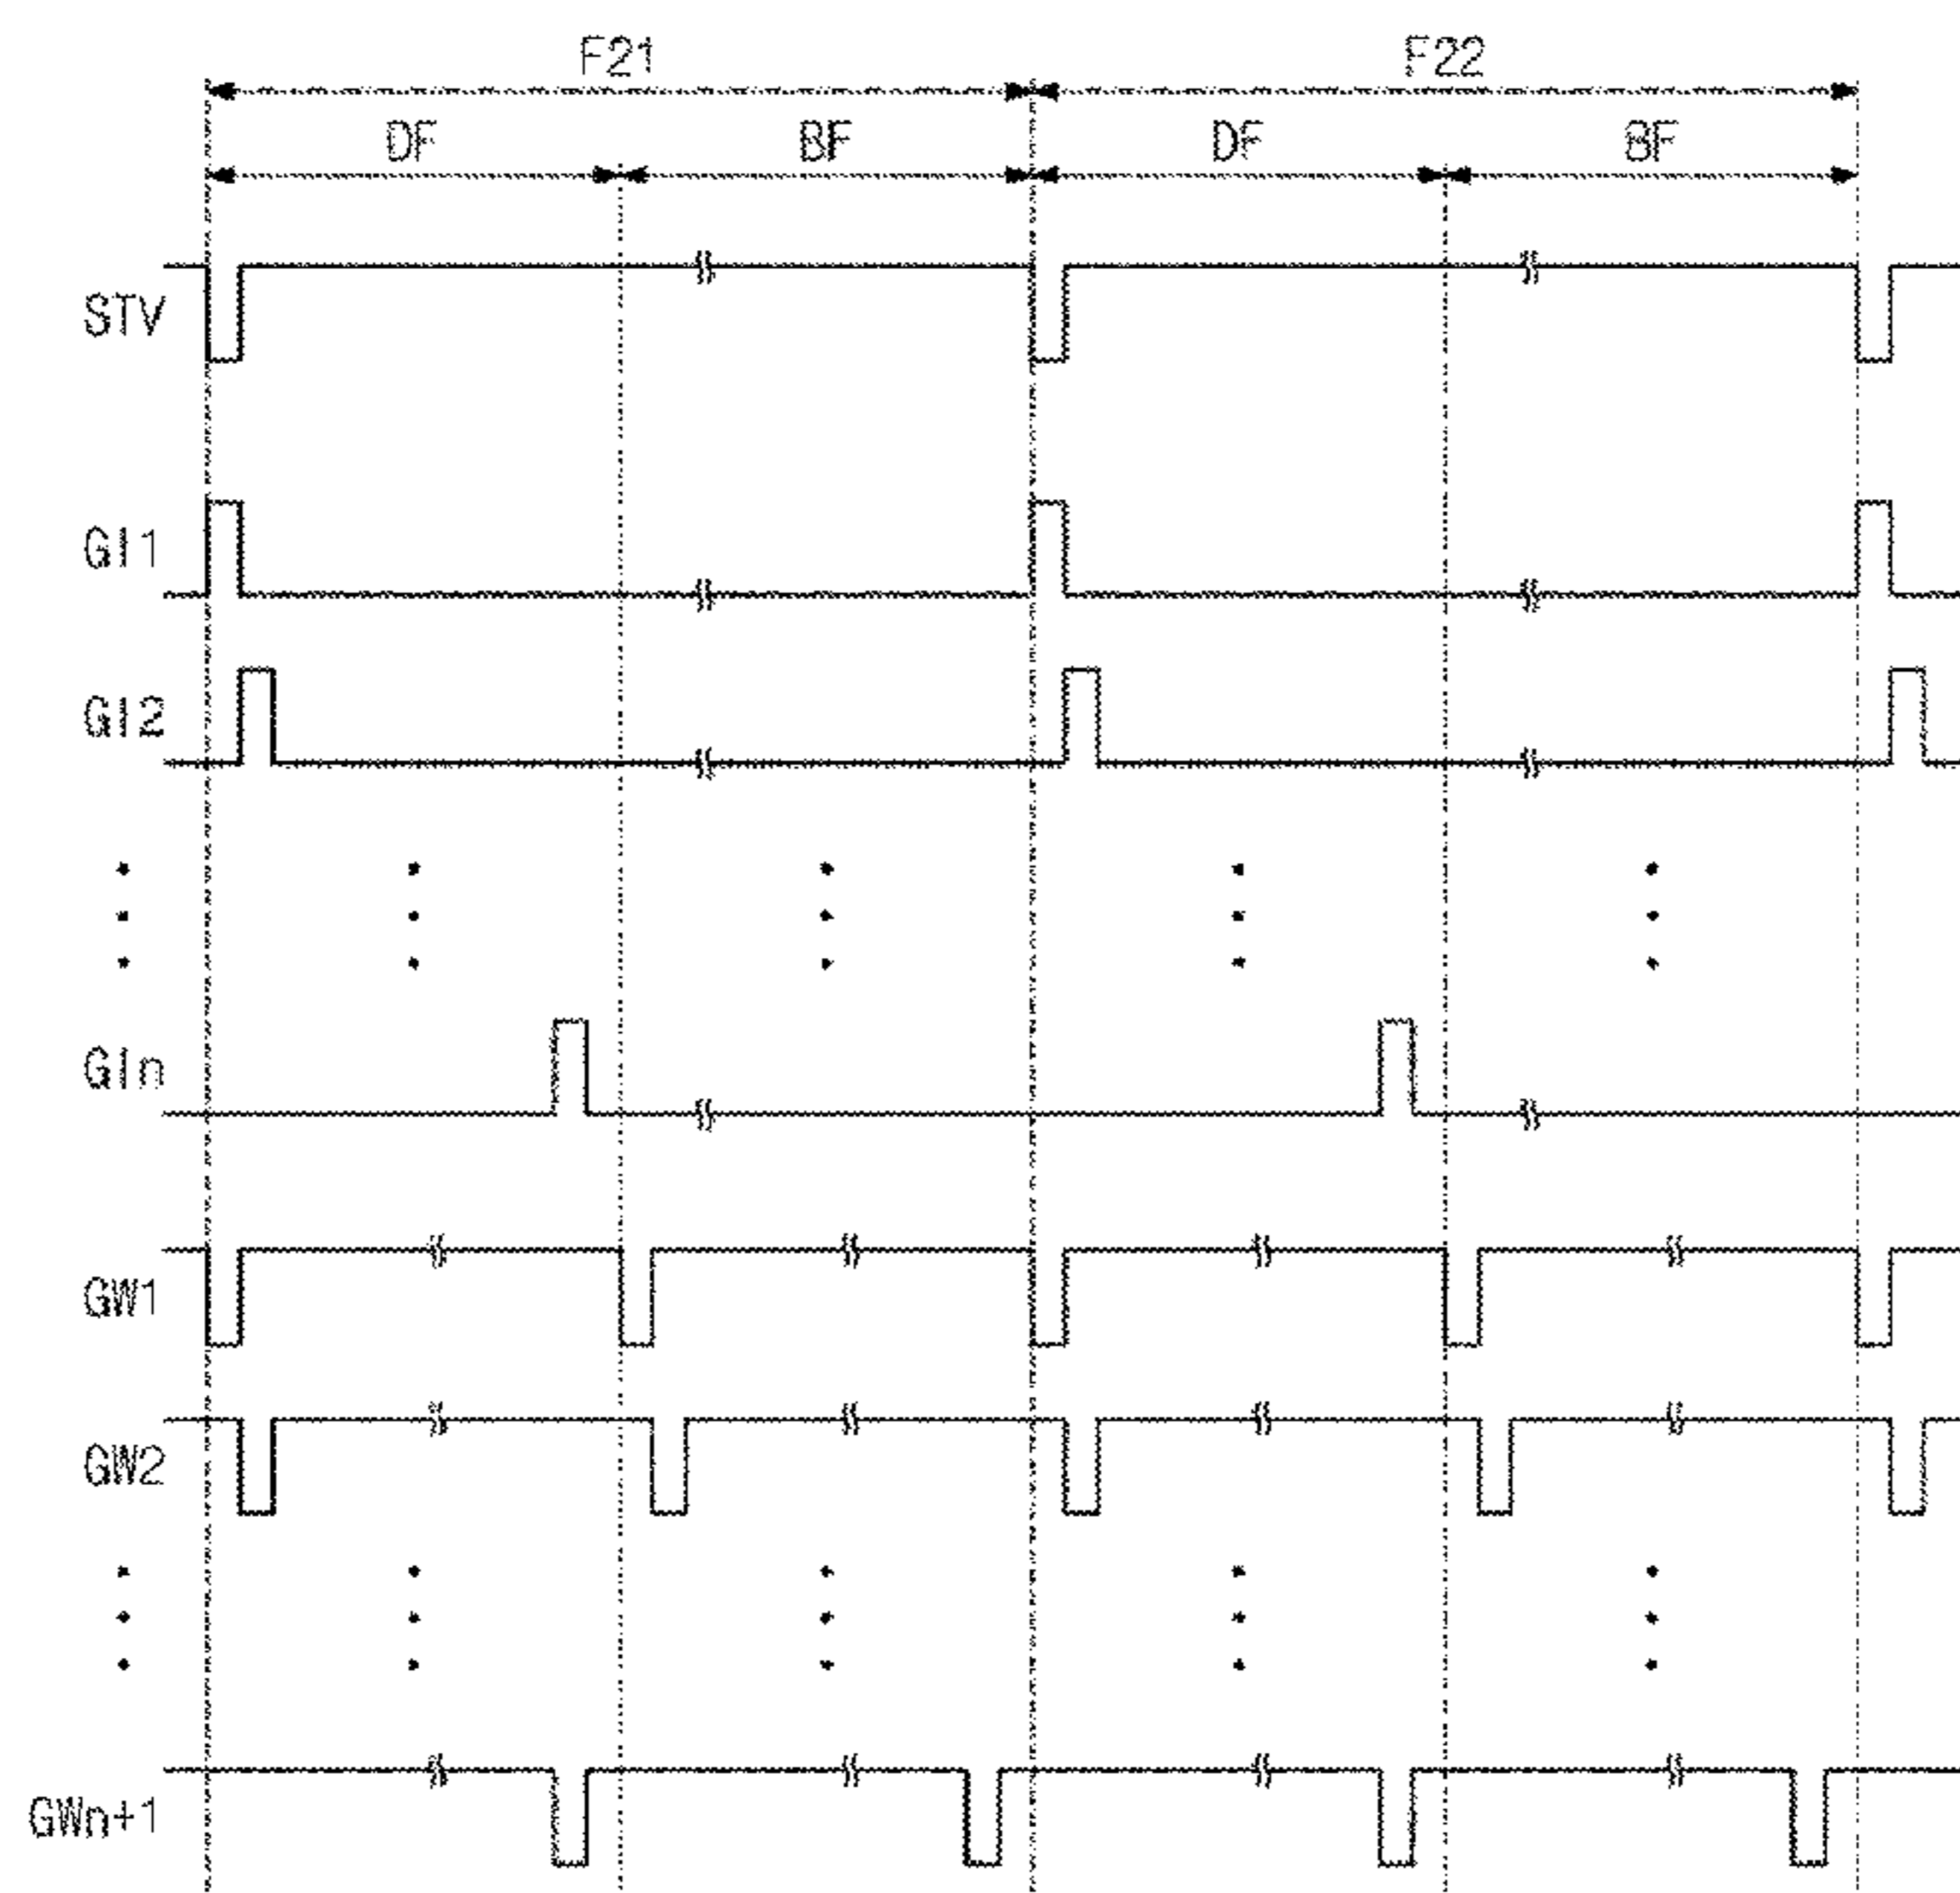 F21 F22
DF BF DF BF
STV
GI1
GI2
GIn
GW1
GW2
GWn+1